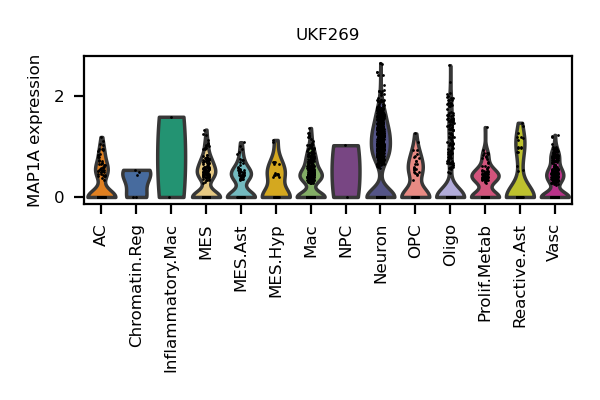 UKF269
MAP1A expression
2
0
AC
Chromatin.Reg
Inflammatory.Mac
MES
MES.Ast
MES.Hyp
Mac
NPC
Neuron
OPC
Oligo
Prolif.Metab
Reactive.Ast
Vasc